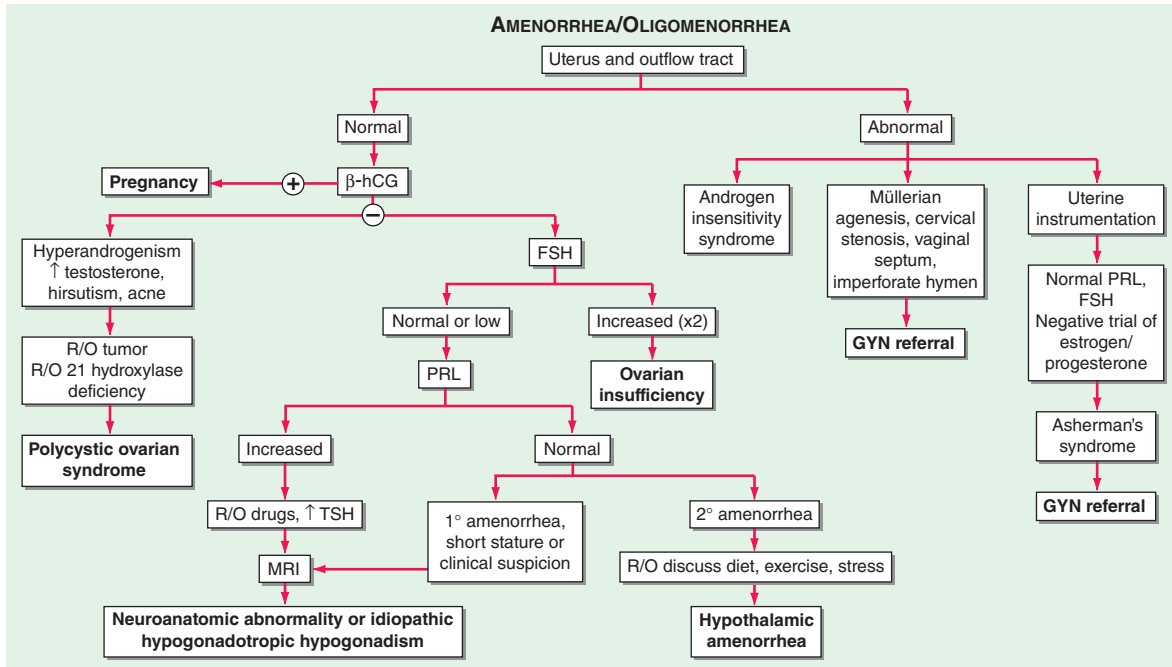 AMENORRHEA/OLIGOMENORRHEA
Uterus and outflow tract
Normal
Abnormal
Pregnancy
+
β-hCG
−
Androgen
insensitivity
syndrome
Müllerian
agenesis, cervical
stenosis, vaginal
septum,
imperforate hymen
Uterine
instrumentation
Hyperandrogenism
↑ testosterone,
hirsutism, acne
FSH
Normal PRL,
FSH
Negative trial of
estrogen/
progesterone
Normal or low
Increased (x2)
GYN referral
R/O tumor
R/O 21 hydroxylase
deficiency
PRL
Ovarian
insufficiency
Polycystic ovarian
syndrome
Increased
Normal
Asherman's
syndrome
GYN referral
R/O drugs, ↑ TSH
1° amenorrhea,
short stature or
clinical suspicion
2° amenorrhea
MRI
R/O discuss diet, exercise, stress
Neuroanatomic abnormality or idiopathic
hypogonadotropic hypogonadism
Hypothalamic
amenorrhea